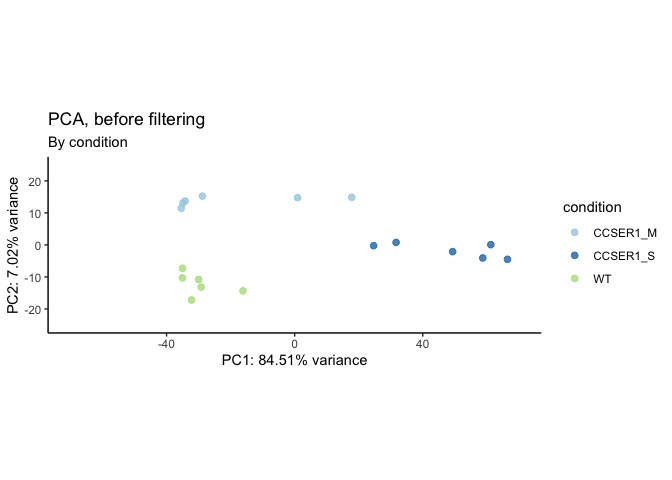 PCA, before filtering
By condition
PC2: 7.02% variance
20
10
0
-10
-20
-40
0
40
PC1: 84.51% variance
condition
CCSER1_M
CCSER1_S
WT